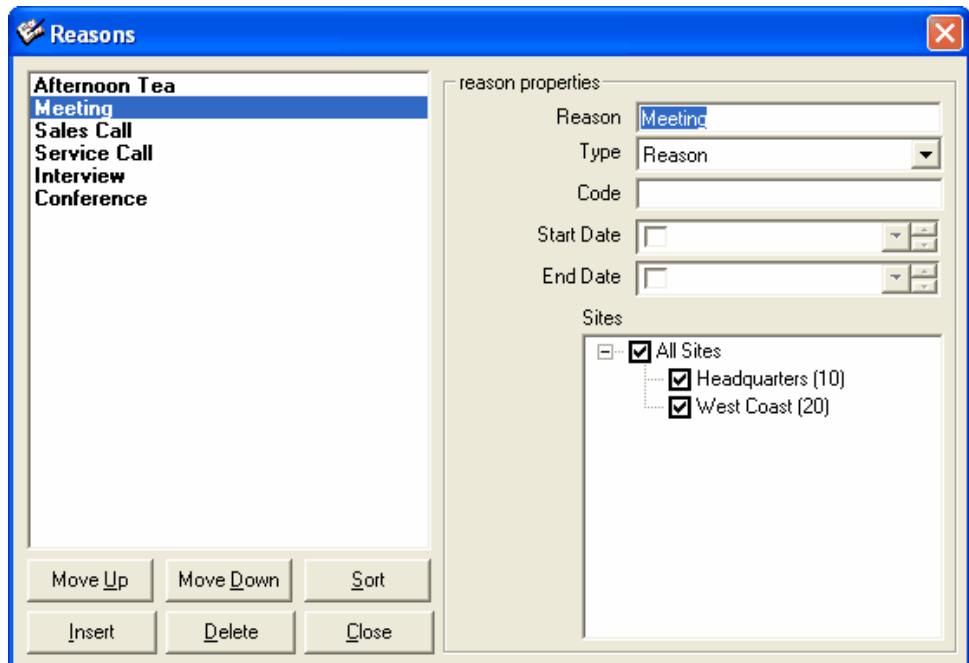 Reasons
Afternoon Tea
Meeting
Sales Call
Service Call
Interview
Conference
Move Up
Move Down
Sort
Insert
Delete
Close
reason properties
Reason Meeting
Type Reason
Code
Start Date
End Date
Sites
All Sites
Headquarters (10)
West Coast (20)